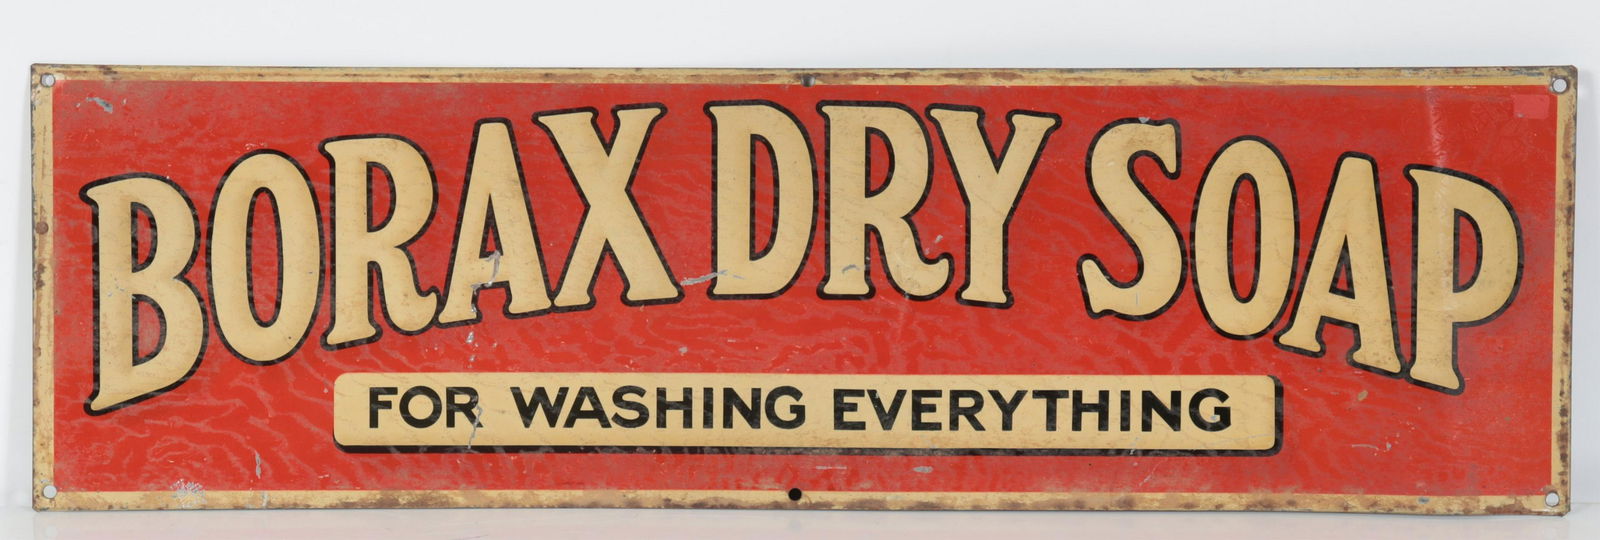 BORAX DRY SOAP
FOR WASHING EVERYTHING